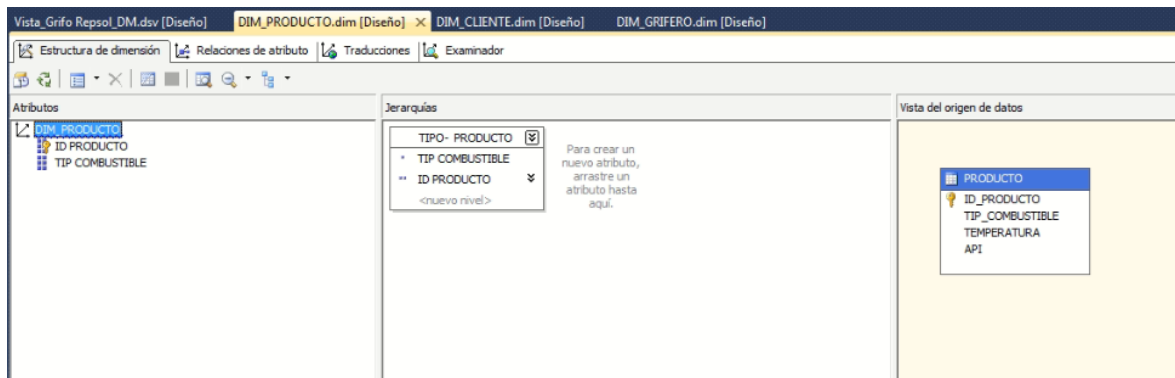 Vista_Grifo Repsol_DM.dsv [Diseño] DIM_PRODUCTO.dim [Diseño] × DIM_CLIENTE.dim [Diseño] DIM_GRIFERO.dim [Diseño]
Estructura de dimensión Relaciones de atributo Traducciones Examinador
Atributos
DIM_PRODUCTO
ID PRODUCTO
TIP COMBUSTIBLE
Jerarquías
TIPO- PRODUCTO
TIP COMBUSTIBLE
ID PRODUCTO
<nuevo nivel>
Para crear un
nuevo atributo,
arrastre un
atributo hasta
aquí.
Vista del origen de datos
PRODUCTO
ID_PRODUCTO
TIP_COMBUSTIBLE
TEMPERATURA
API